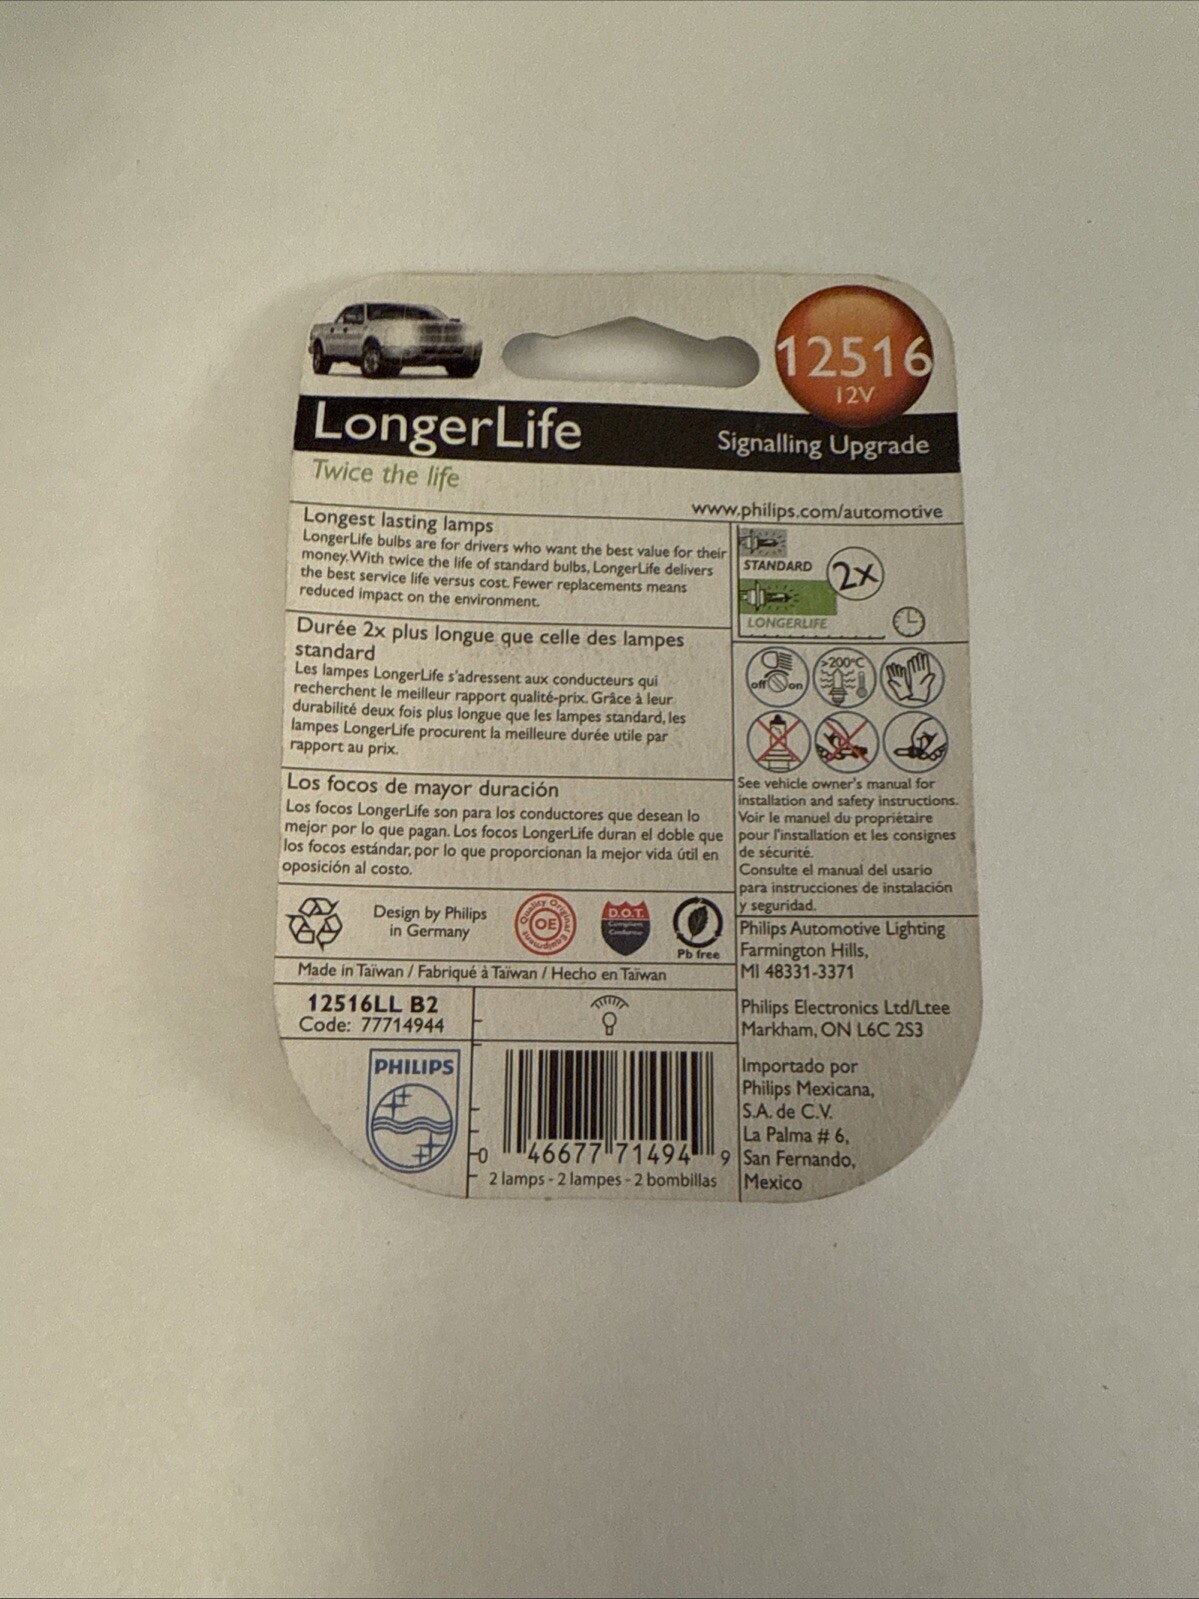 12516
12V
LongerLife
Signalling Upgrade
Twice the life
www.philips.com/automotive
Longest lasting lamps
LongerLife bulbs are for drivers who want the best value for their
money. With twice the life of standard bulbs, LongerLife delivers
the best service life versus cost. Fewer replacements means
reduced impact on the environment.
STANDARD
2x
LONGERLIFE
Durée 2x plus longue que celle des lampes
standard
Les lampes LongerLife s'adressent aux conducteurs qui
recherchent le meilleur rapport qualité-prix. Grâce à leur
durabilité deux fois plus longue que les lampes standard, les
lampes LongerLife procurent la meilleure durée utile par
rapport au prix.
off on
>200°C
Los focos de mayor duración
Los focos LongerLife son para los conductores que desean lo
mejor por lo que pagan. Los focos LongerLife duran el doble que
los focos estándar, por lo que proporcionan la mejor vida útil en
oposición al costo.
See vehicle owner's manual for
installation and safety instructions.
Voir le manuel du propriétaire
pour l'installation et les consignes
de sécurité.
Consulte el manual del usario
para instrucciones de instalación
y seguridad.
Design by Philips
in Germany
Quality Original
OE
Equipment
D.O.T.
Compliant
Conforme
Pb free
Made in Taïwan / Fabriqué à Taïwan / Hecho en Taïwan
12516LL B2
Code: 77714944
PHILIPS
0 46677 71494 9
2 lamps - 2 lampes - 2 bombillas
Philips Automotive Lighting
Farmington Hills,
MI 48331-3371
Philips Electronics Ltd/Ltee
Markham, ON L6C 2S3
Importado por
Philips Mexicana,
S.A. de C.V.
La Palma # 6,
San Fernando,
Mexico